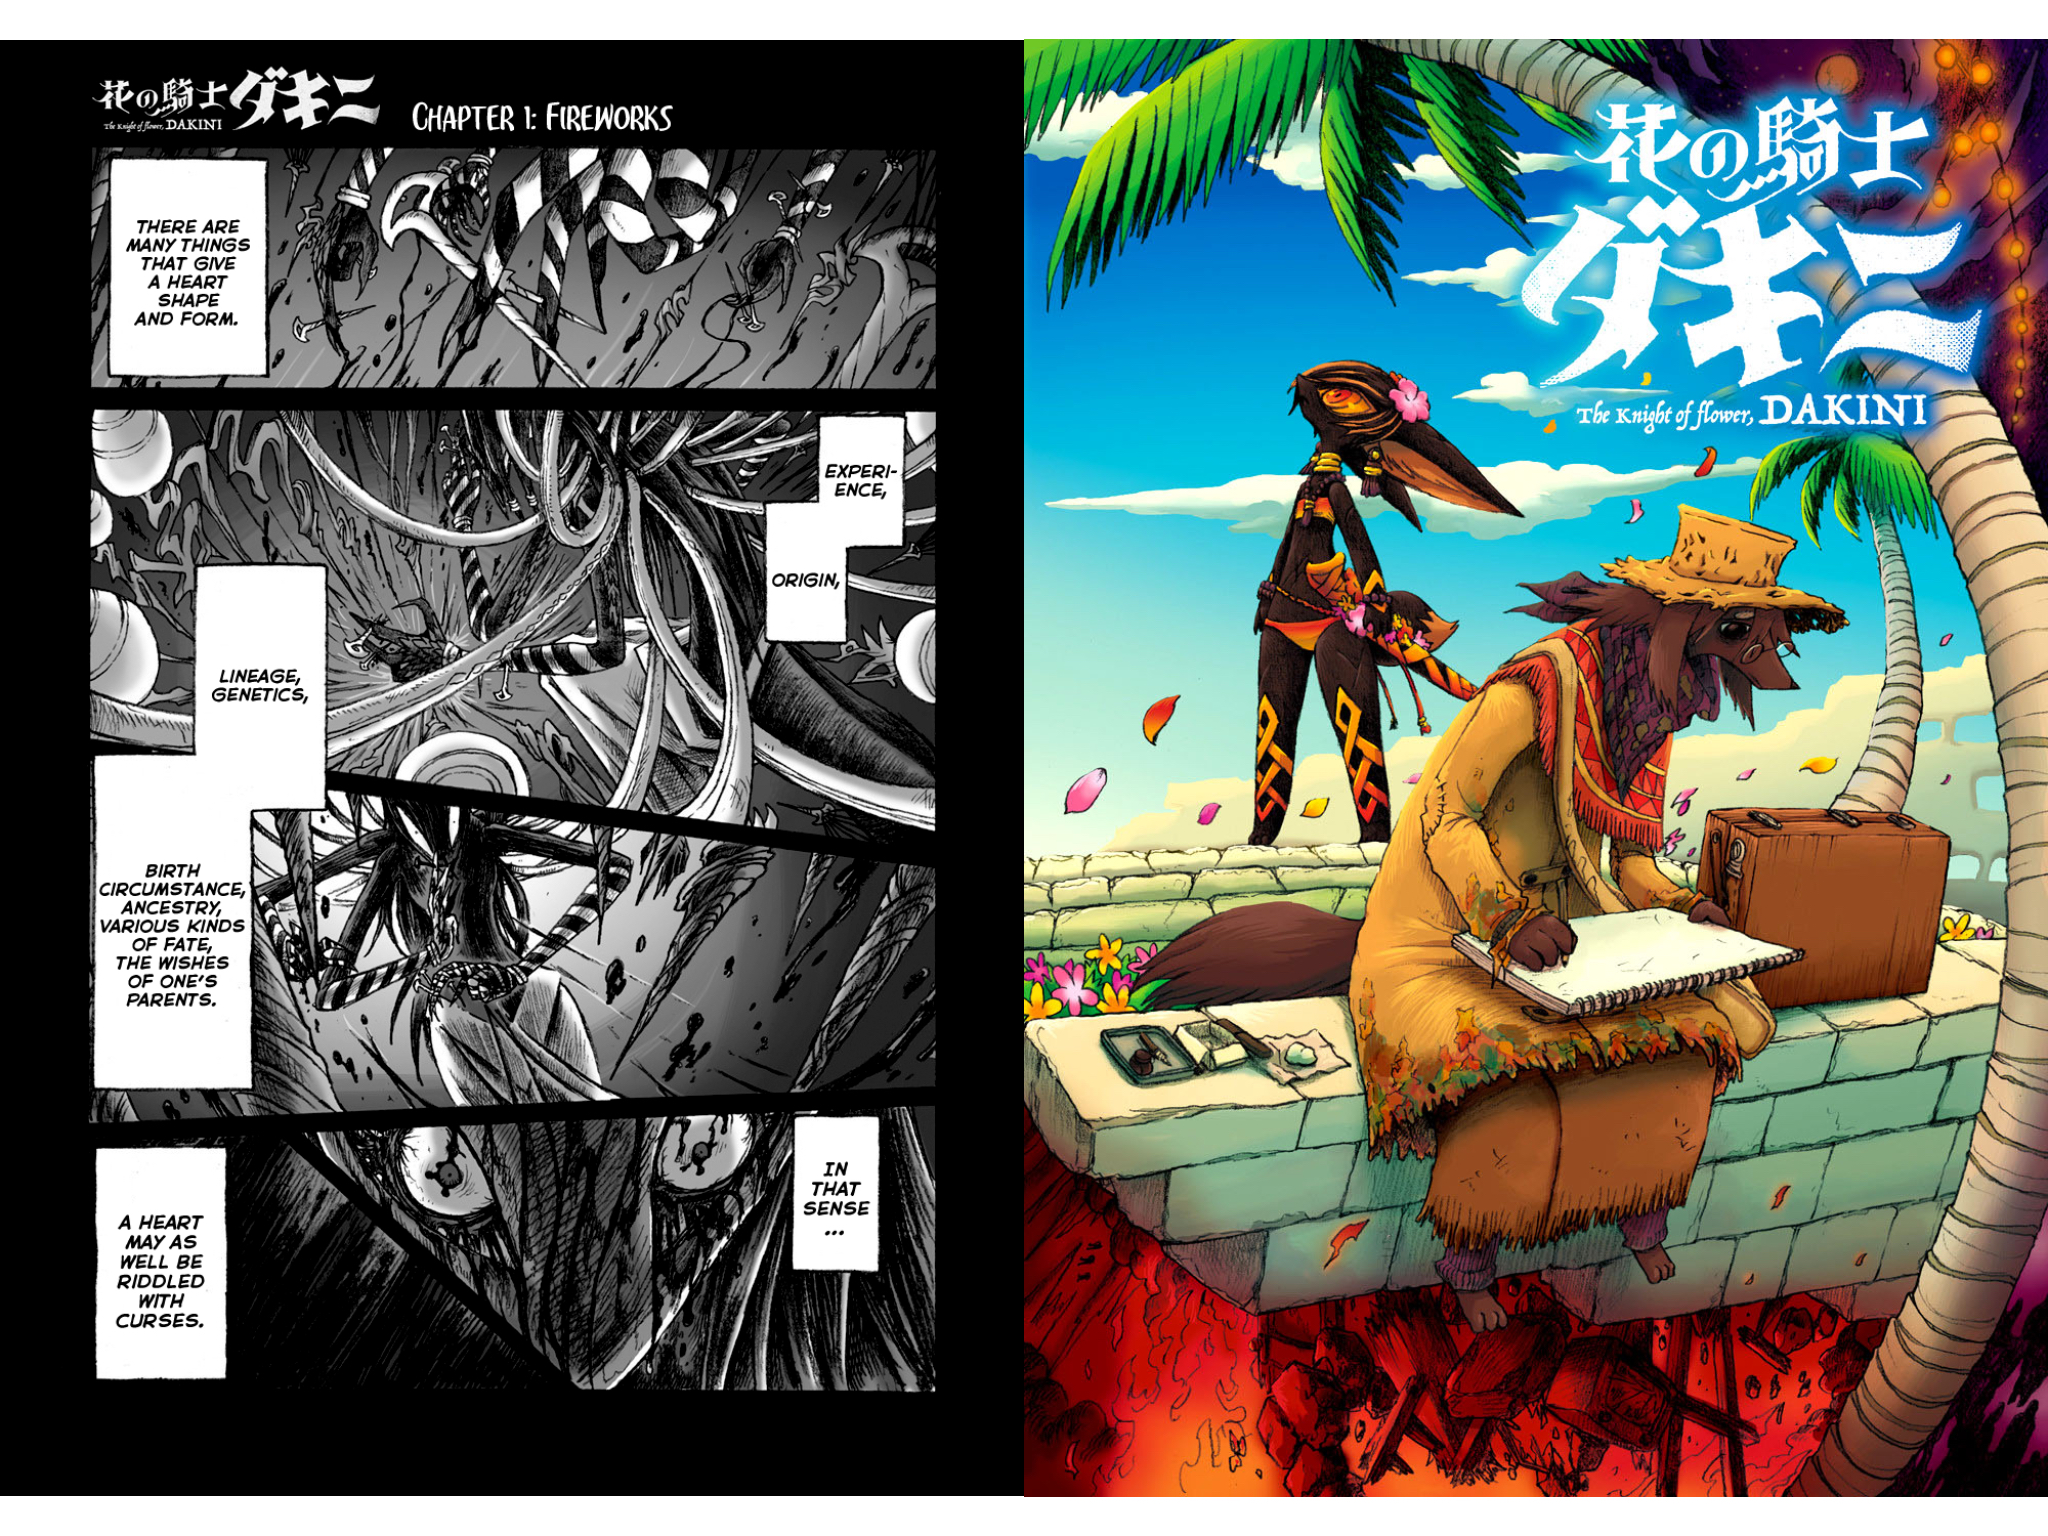 花の騎士ダキニ
The Knight of flower, DAKINI
CHAPTER 1: FIREWORKS
THERE ARE
MANY THINGS
THAT GIVE
A HEART
SHAPE
AND FORM.
EXPERI-
ENCE,
ORIGIN,
LINEAGE,
GENETICS,
BIRTH
CIRCUMSTANCE,
ANCESTRY,
VARIOUS KINDS
OF FATE,
THE WISHES
OF ONE'S
PARENTS.
IN
THAT
SENSE
...
A HEART
MAY AS
WELL BE
RIDDLED
WITH
CURSES.
花の騎士
ダキニ
The Knight of flower, DAKINI